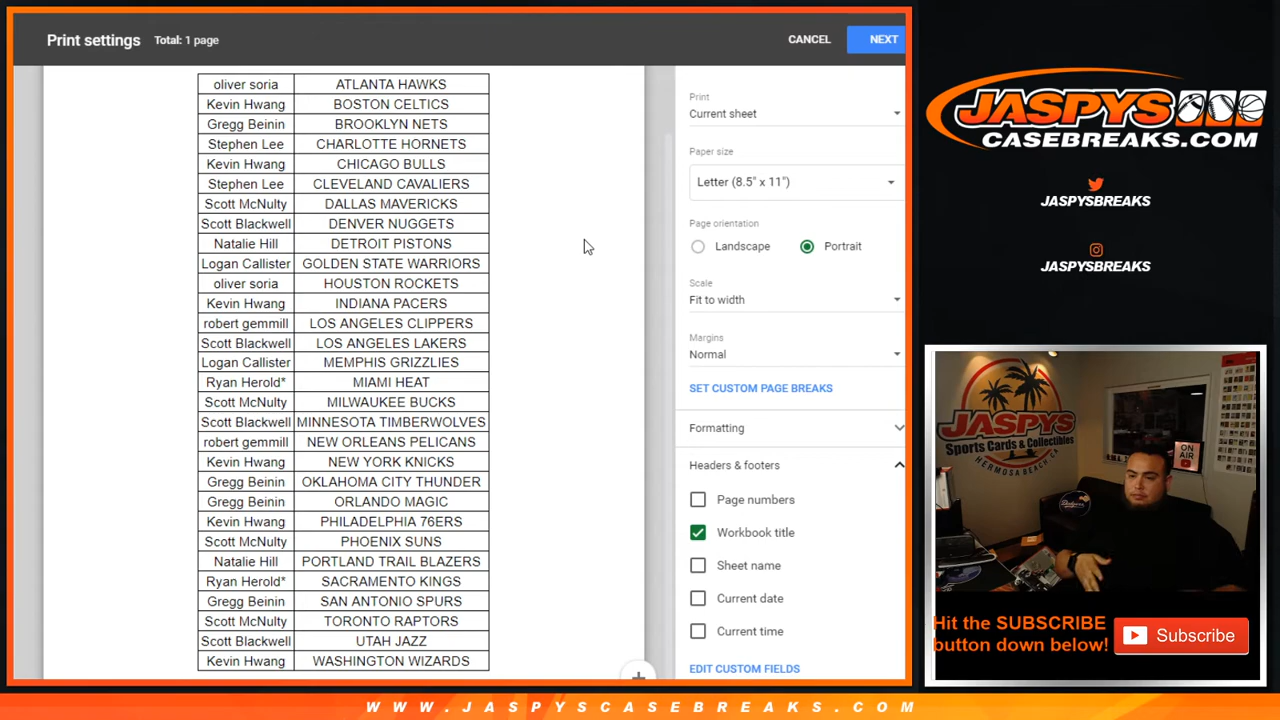 Print settings Total: 1 page
CANCEL NEXT
oliver soria ATLANTA HAWKS
Kevin Hwang BOSTON CELTICS
Gregg Beinin BROOKLYN NETS
Stephen Lee CHARLOTTE HORNETS
Kevin Hwang CHICAGO BULLS
Stephen Lee CLEVELAND CAVALIERS
Scott McNulty DALLAS MAVERICKS
Scott Blackwell DENVER NUGGETS
Natalie Hill DETROIT PISTONS
Logan Callister GOLDEN STATE WARRIORS
oliver soria HOUSTON ROCKETS
Kevin Hwang INDIANA PACERS
robert gemmill LOS ANGELES CLIPPERS
Scott Blackwell LOS ANGELES LAKERS
Logan Callister MEMPHIS GRIZZLIES
Ryan Herold* MIAMI HEAT
Scott McNulty MILWAUKEE BUCKS
Scott Blackwell MINNESOTA TIMBERWOLVES
robert gemmill NEW ORLEANS PELICANS
Kevin Hwang NEW YORK KNICKS
Gregg Beinin OKLAHOMA CITY THUNDER
Gregg Beinin ORLANDO MAGIC
Kevin Hwang PHILADELPHIA 76ERS
Scott McNulty PHOENIX SUNS
Natalie Hill PORTLAND TRAIL BLAZERS
Ryan Herold* SACRAMENTO KINGS
Gregg Beinin SAN ANTONIO SPURS
Scott McNulty TORONTO RAPTORS
Scott Blackwell UTAH JAZZ
Kevin Hwang WASHINGTON WIZARDS
Print
Current sheet
Paper size
Letter (8.5" x 11")
Page orientation
Landscape Portrait
Scale
Fit to width
Margins
Normal
SET CUSTOM PAGE BREAKS
Formatting
Headers & footers
Page numbers
Workbook title
Sheet name
Current date
Current time
EDIT CUSTOM FIELDS
JASPYS
CASEBREAKS.COM
JASPYSBREAKS
JASPYSBREAKS
JASPYS
Sports Cards & Collectibles
HERMOSA BEACH CA
ON
AIR
Dodgers
Hit the SUBSCRIBE
button down below!
Subscribe
WWW.JASPYSCASEBREAKS.COM